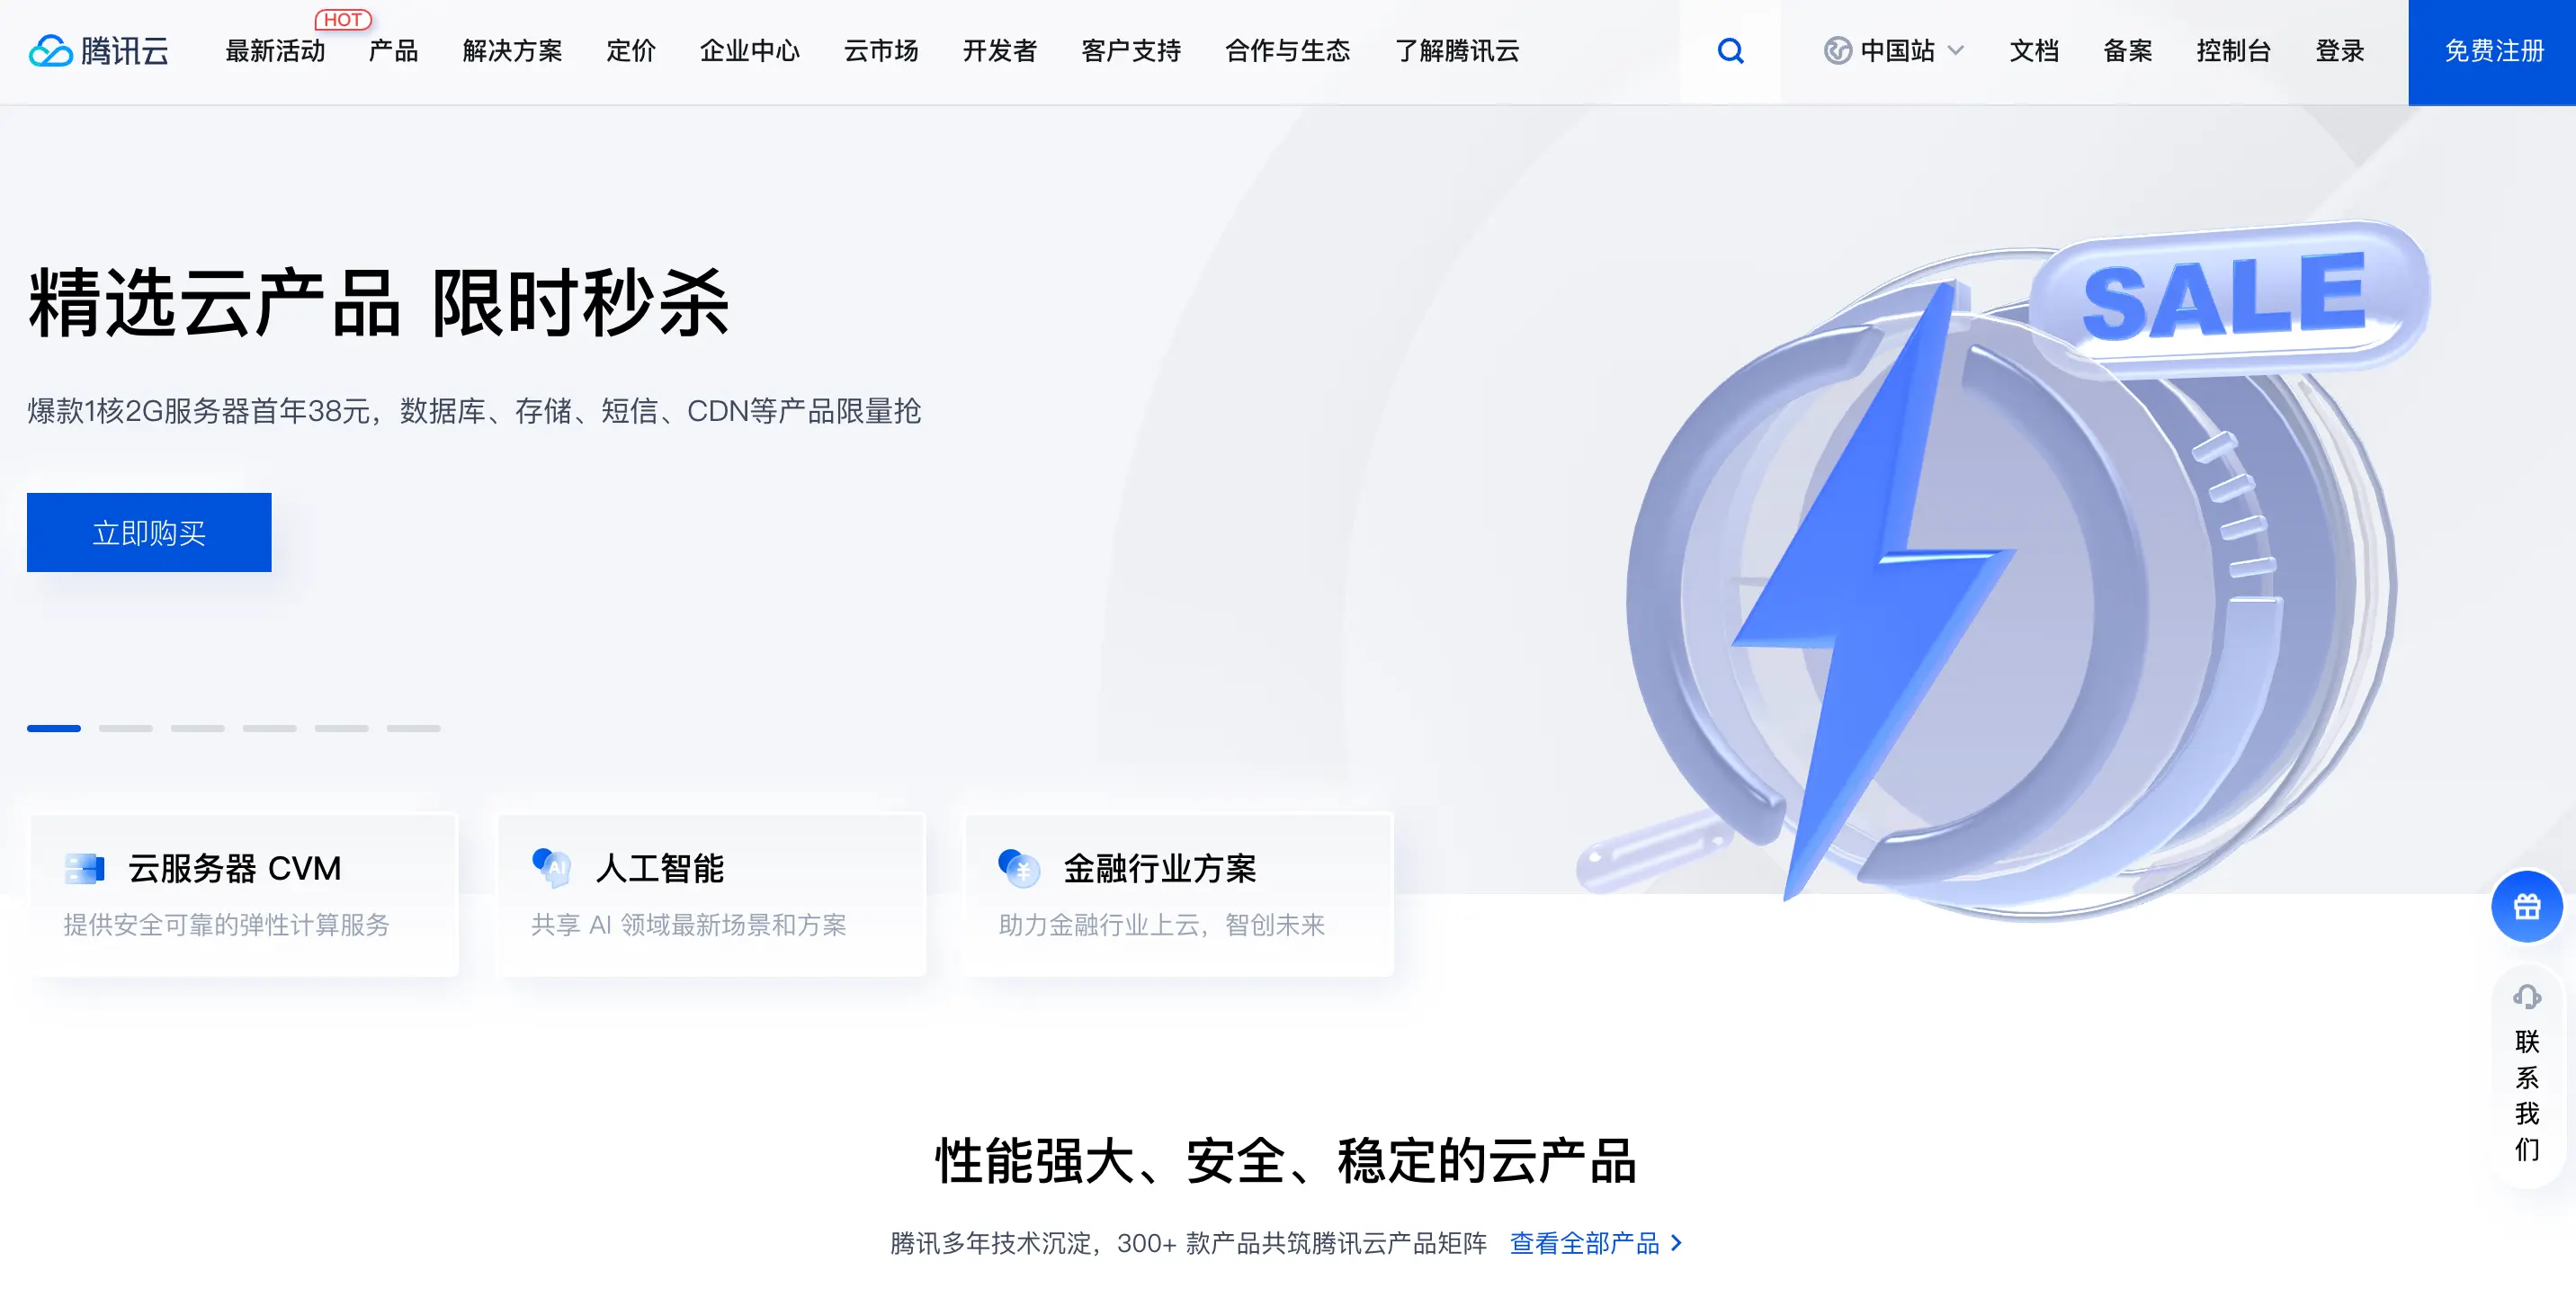 腾讯云 最新活动 HOT 产品 解决方案 定价 企业中心 云市场 开发者 客户支持 合作与生态 了解腾讯云 中国站 文档 备案 控制台 登录 免费注册
精选云产品 限时秒杀
爆款1核2G服务器首年38元，数据库、存储、短信、CDN等产品限量抢
立即购买
SALE
云服务器 CVM
提供安全可靠的弹性计算服务
AI
人工智能
共享 AI 领域最新场景和方案
¥
金融行业方案
助力金融行业上云，智创未来
联系我们
性能强大、安全、稳定的云产品
腾讯多年技术沉淀，300+ 款产品共筑腾讯云产品矩阵 查看全部产品